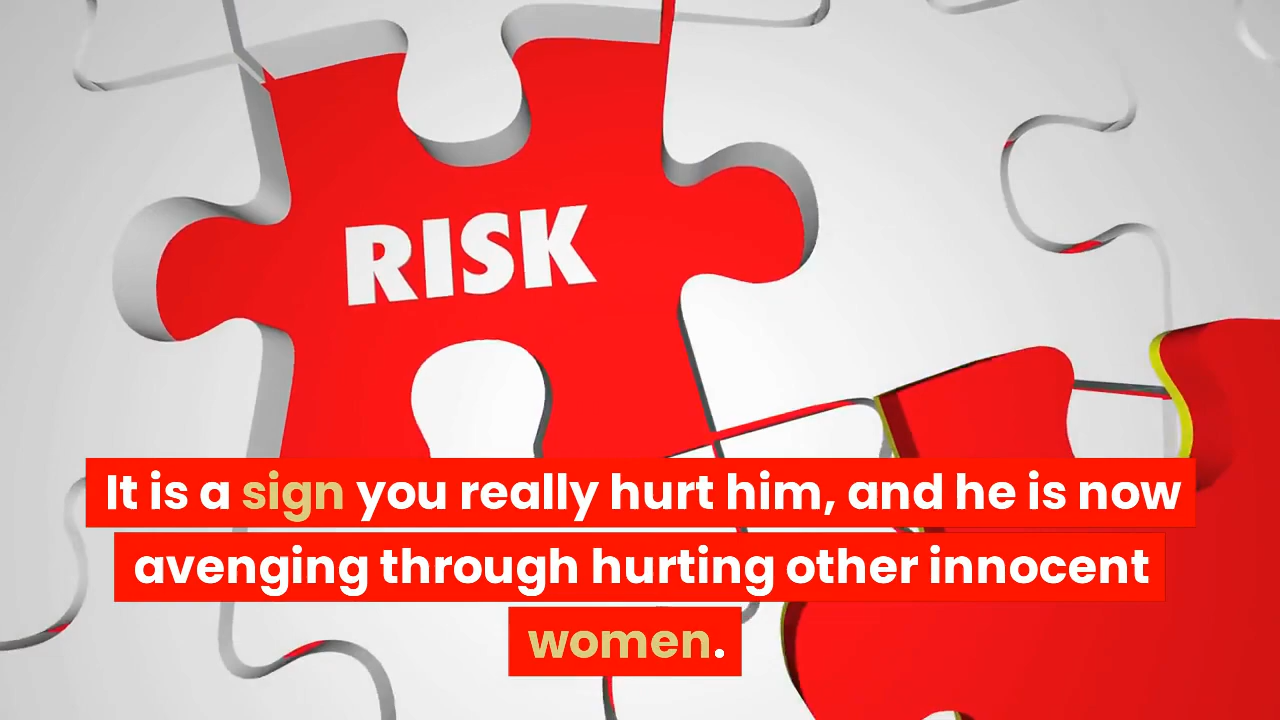 RISK
It is a sign you really hurt him, and he is now
avenging through hurting other innocent
women.